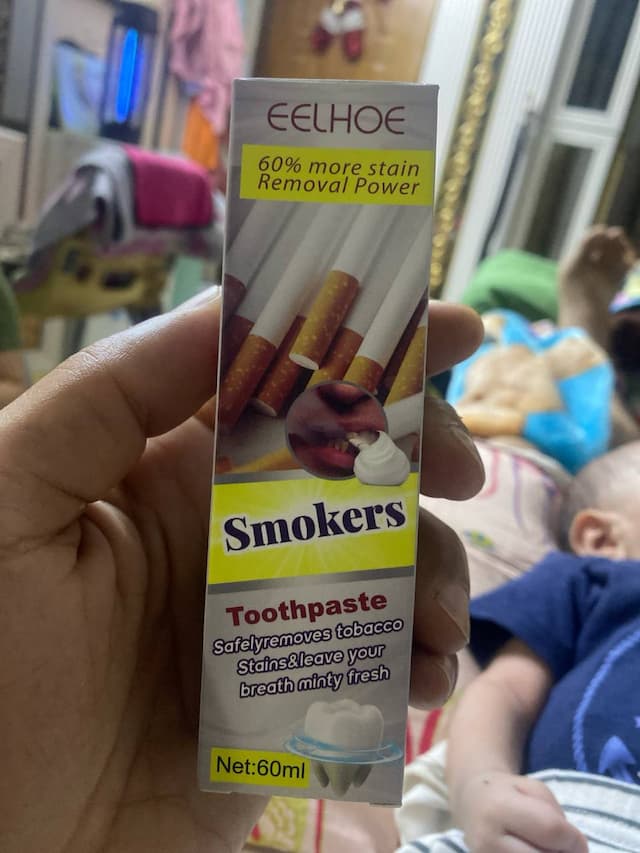 EELHOE
60% more stain
Removal Power
Smokers
Toothpaste
Safelyremoves tobacco
Stains&leave your
breath minty fresh
Net:60ml